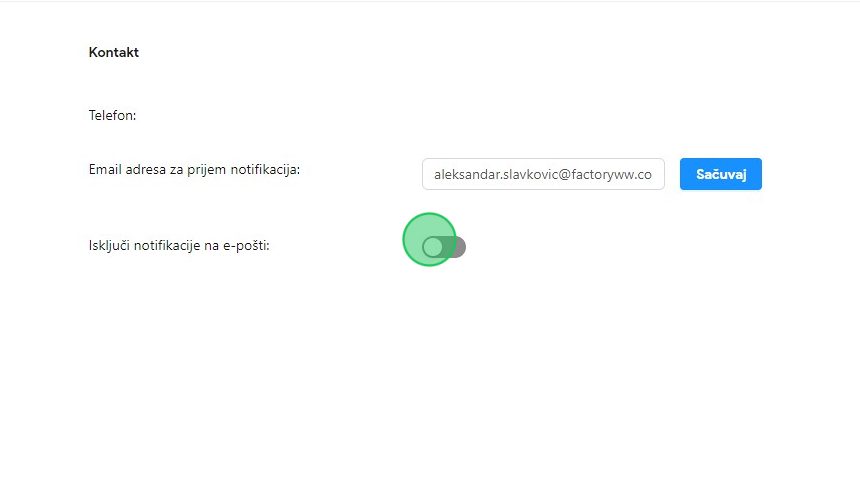 Kontakt
Telefon:
Email adresa za prijem notifikacija:
aleksandar.slavkovic@factoryww.co
Sačuvaj
Isključi notifikacije na e-pošti: